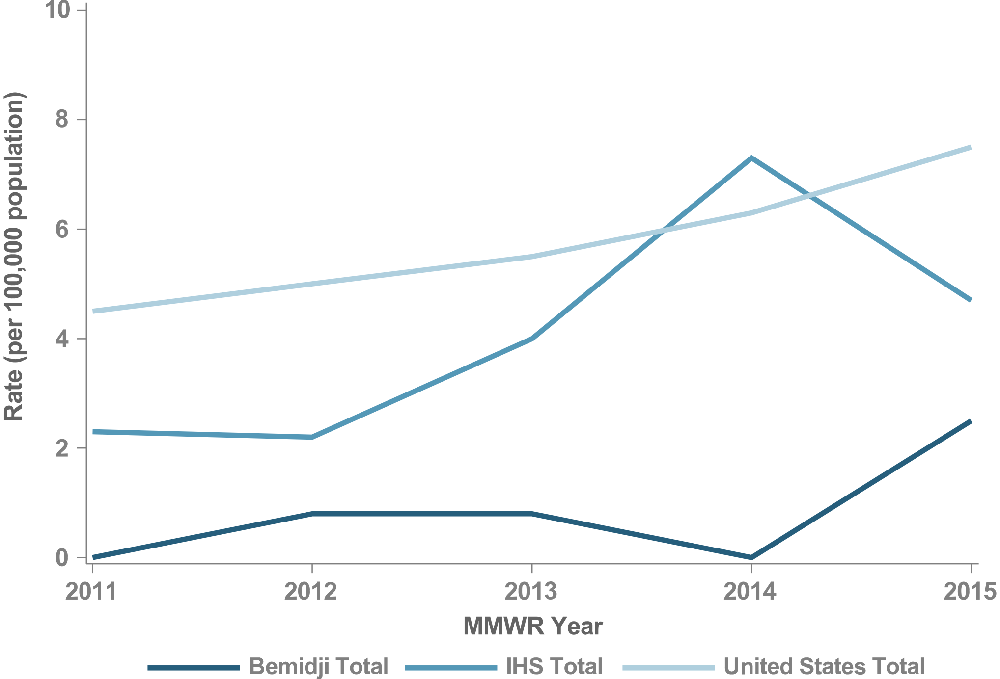 10
8
6
4
2
0
Rate (per 100,000 population)
2011 2012 2013 2014 2015
MMWR Year
Bemidji Total IHS Total United States Total